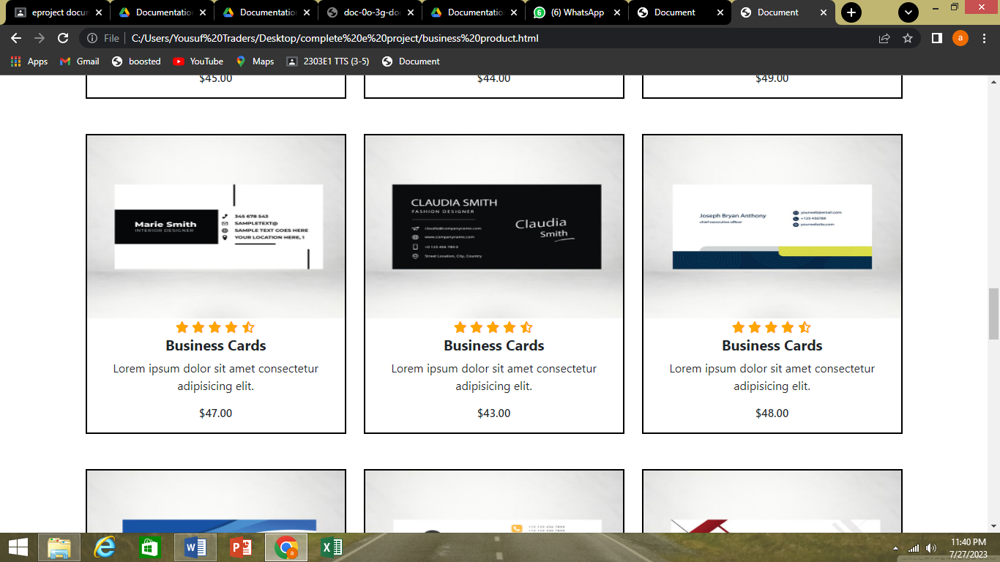 eproject docum
Documentatio
Documentatio
doc-0o-3g-doc
Documentatio
(6) WhatsApp
Document
Document
File
C:/Users/Yousuf%20Traders/Desktop/complete%20e%20project/business%20product.html
a
Apps
Gmail
boosted
YouTube
Maps
2303E1 TTS (3-5)
Document
$45.00
$44.00
$49.00
Marie Smith
INTERIOR DESIGNER
345 678 543
SAMPLETEXT@
SAMPLE TEXT GOES HERE
YOUR LOCATION HERE, 1
CLAUDIA SMITH
FASHION DESIGNER
claudia@companyname.com
www.companyname.com
+0 123 456 789 0
Street Location, City, Country
Claudia
Smith
Joseph Bryan Anthony
chief executive officer
yourweb@email.com
+123 456789
yourwebsite.com
Business Cards
Lorem ipsum dolor sit amet consectetur
adipisicing elit.
$47.00
Business Cards
Lorem ipsum dolor sit amet consectetur
adipisicing elit.
$43.00
Business Cards
Lorem ipsum dolor sit amet consectetur
adipisicing elit.
$48.00
+12 123 456 7898
11:40 PM
7/27/2023